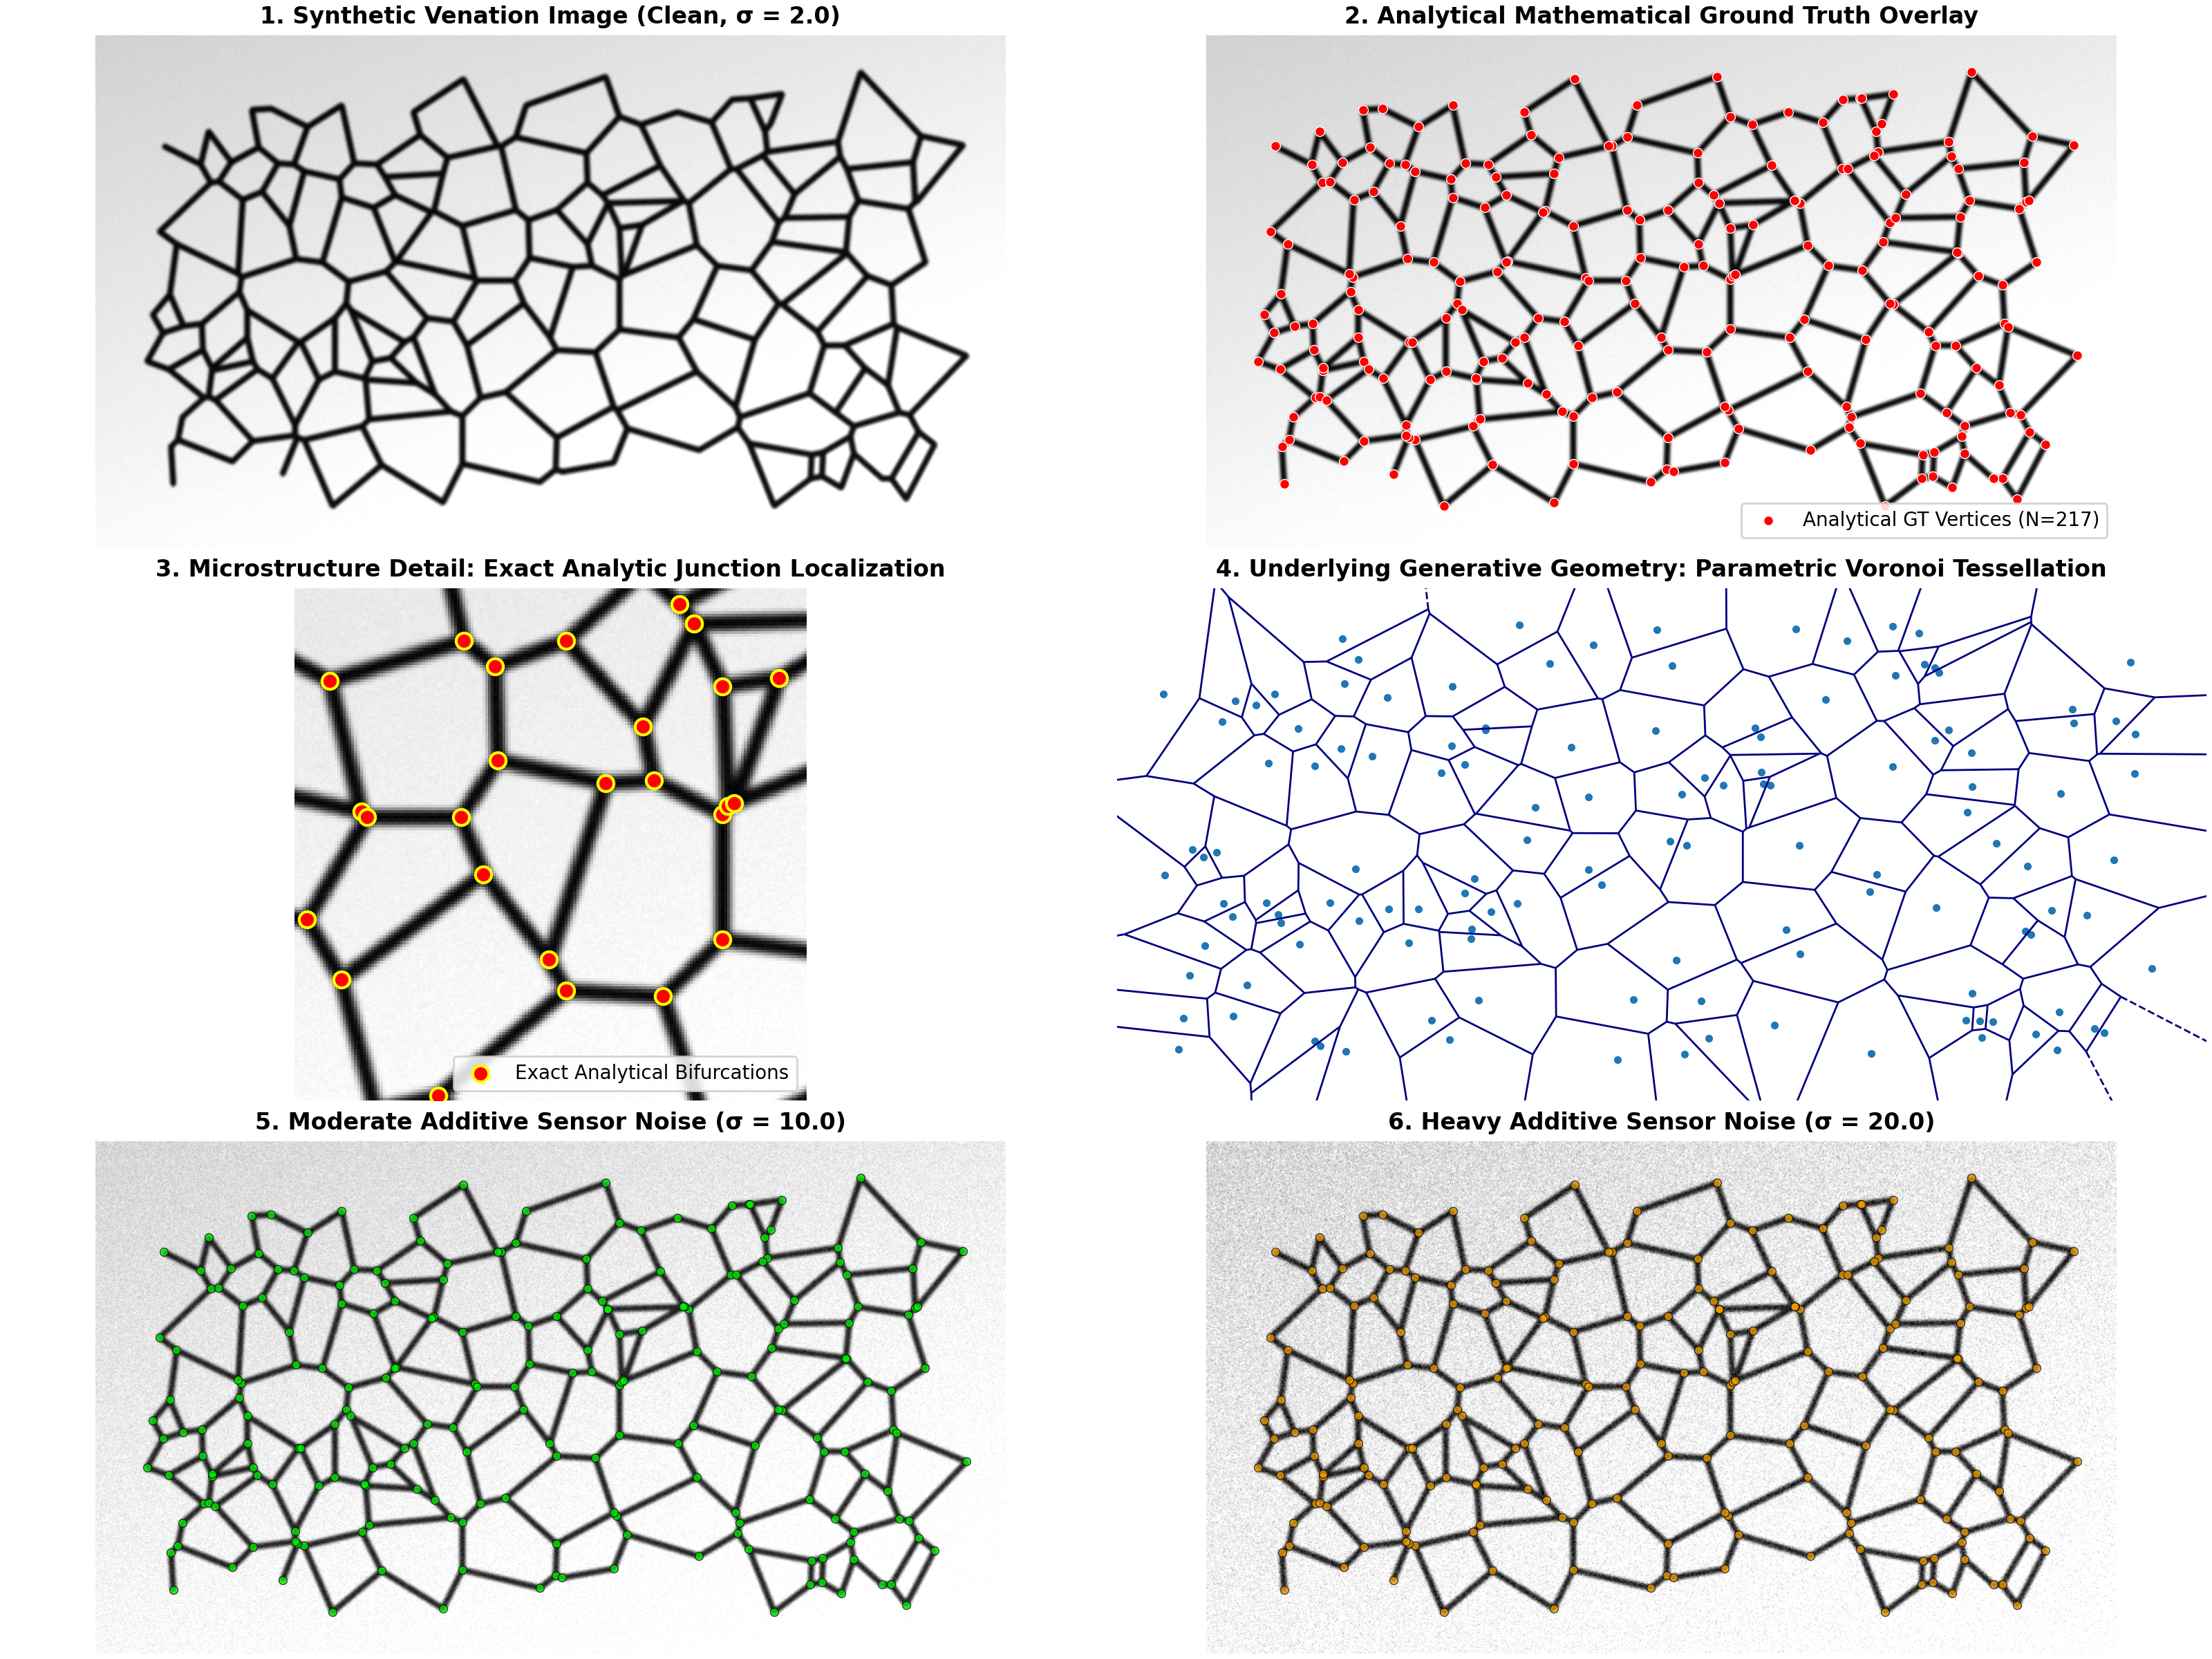 1. Synthetic Venation Image (Clean, σ = 2.0)
2. Analytical Mathematical Ground Truth Overlay
Analytical GT Vertices (N=217)
3. Microstructure Detail: Exact Analytic Junction Localization
4. Underlying Generative Geometry: Parametric Voronoi Tessellation
Exact Analytical Bifurcations
5. Moderate Additive Sensor Noise (σ = 10.0)
6. Heavy Additive Sensor Noise (σ = 20.0)